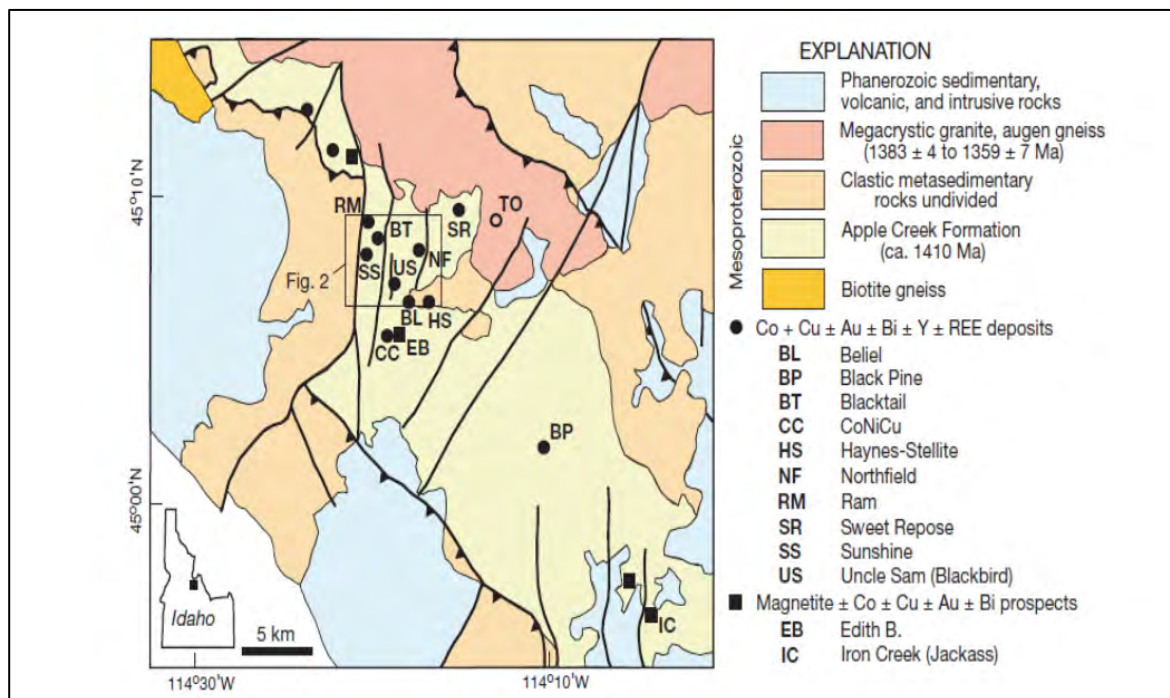 EXPLANATION
Phanerozoic sedimentary,
volcanic, and intrusive rocks
Megacrystic granite, augen gneiss
(1383 ± 4 to 1359 ± 7 Ma)
Clastic metasedimentary
rocks undivided
Apple Creek Formation
(ca. 1410 Ma)
Biotite gneiss
Mesoproterozoic
Co + Cu ± Au ± Bi ± Y ± REE deposits
BL Beliel
BP Black Pine
BT Blacktail
CC CoNiCu
HS Haynes-Stellite
NF Northfield
RM Ram
SR Sweet Repose
SS Sunshine
US Uncle Sam (Blackbird)
Magnetite ± Co ± Cu ± Au ± Bi prospects
EB Edith B.
IC Iron Creek (Jackass)
45°10'N
45°00'N
114°30'W
114°10'W
RM
BT
SR
TO
SS
US
NF
Fig. 2
BL
HS
CC
EB
BP
IC
Idaho
5 km